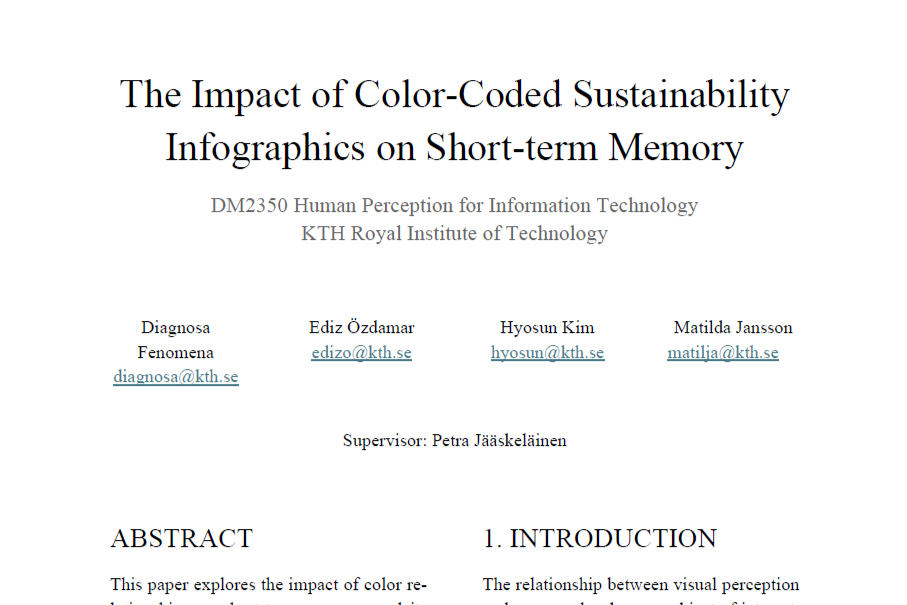 The Impact of Color-Coded Sustainability
Infographics on Short-term Memory
DM2350 Human Perception for Information Technology
KTH Royal Institute of Technology
Diagnosa
Fenomena
diagnosa@kth.se
Ediz Özdamar
edizo@kth.se
Hyosun Kim
hyosun@kth.se
Matilda Jansson
matilja@kth.se
Supervisor: Petra Jääskeläinen
ABSTRACT
This paper explores the impact of color re-
1. INTRODUCTION
The relationship between visual perception